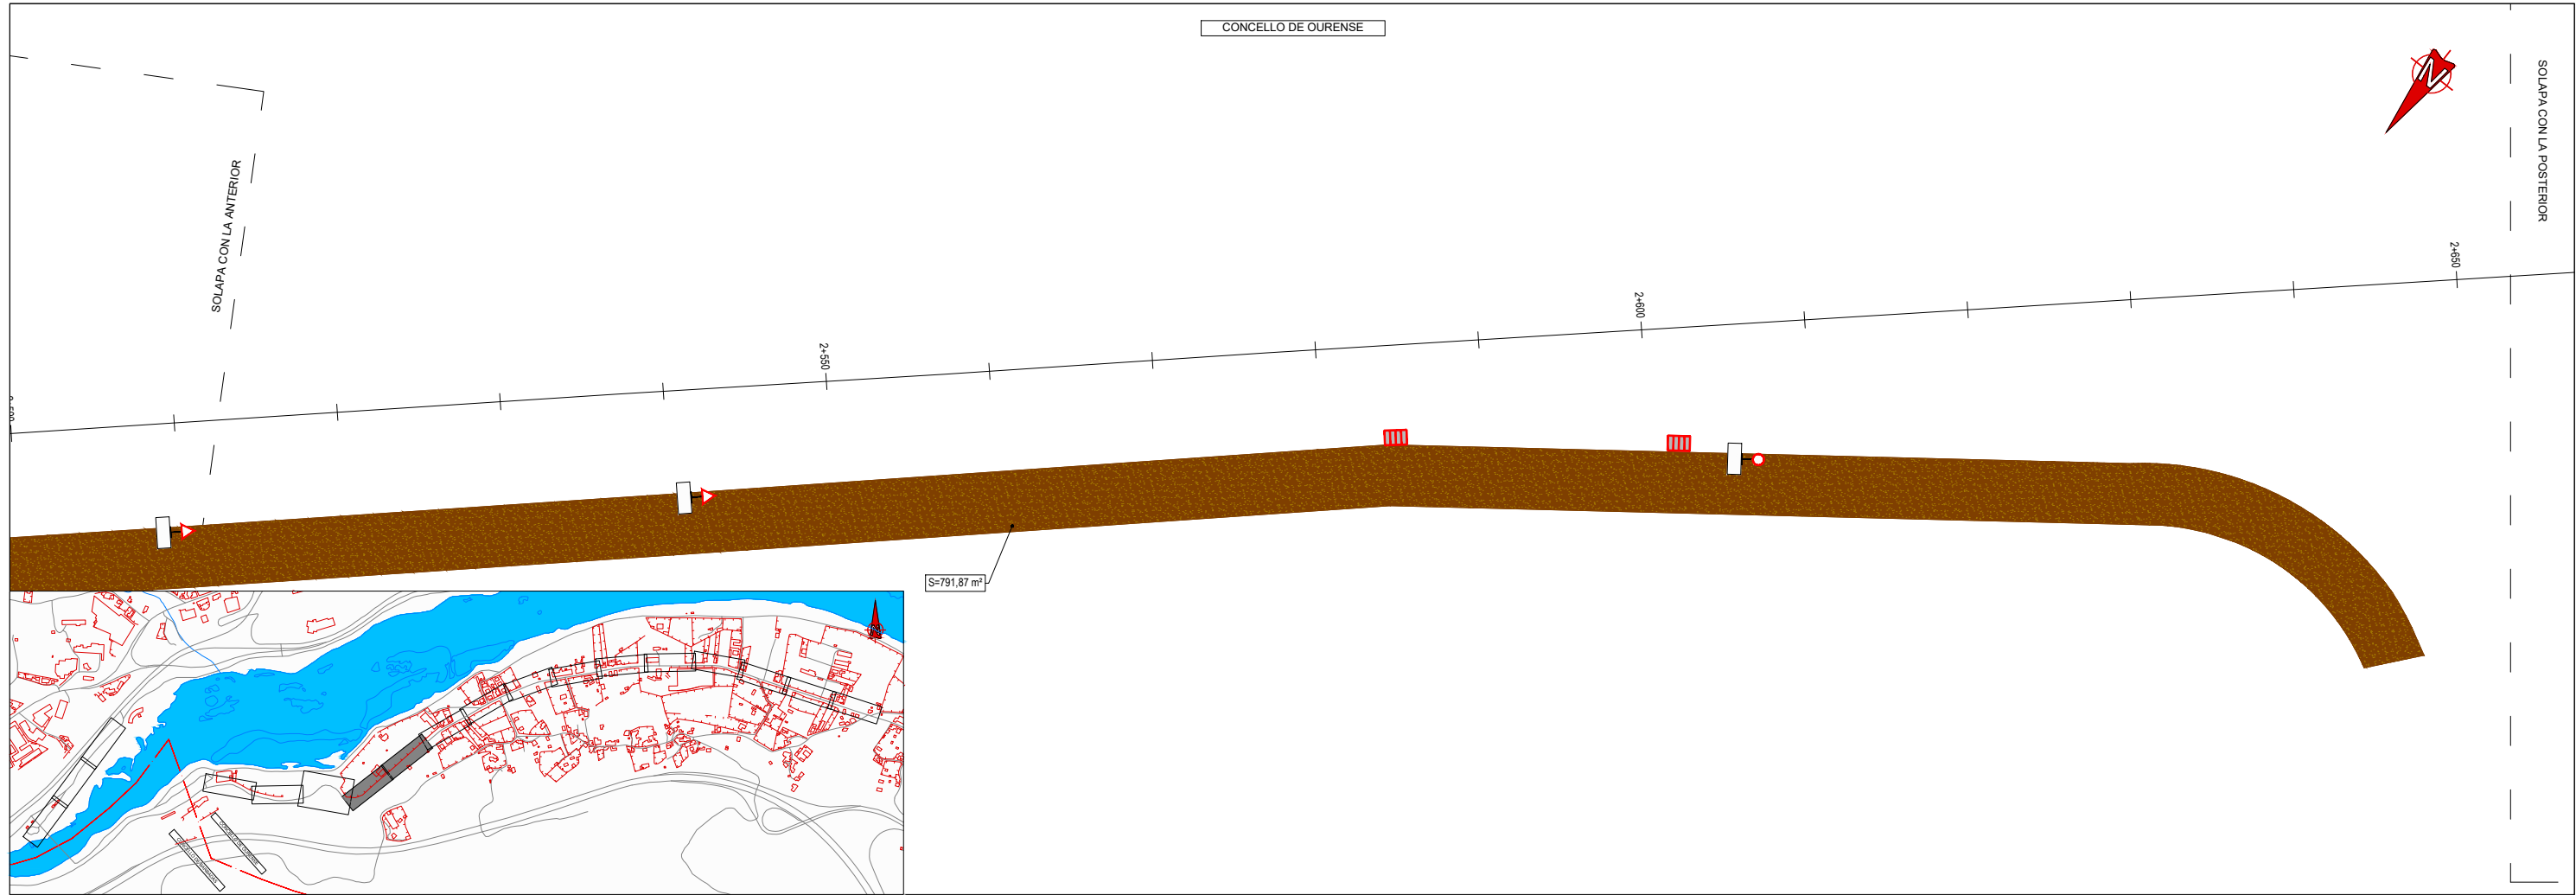 CONCELLO DE OURENSE
N
SOLAPA CON LA POSTERIOR
SOLAPA CON LA ANTERIOR
2+650
2+600
2+550
S=791,87 m²